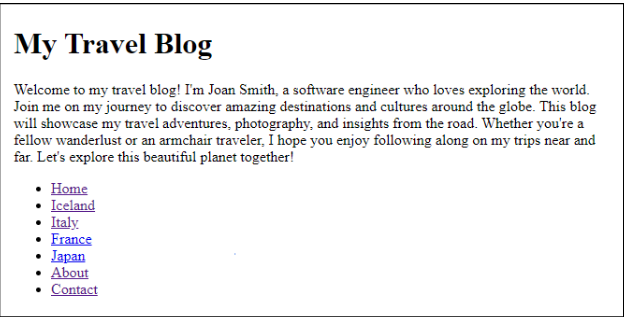 My Travel Blog
Welcome to my travel blog! I'm Joan Smith, a software engineer who loves exploring the world.
Join me on my journey to discover amazing destinations and cultures around the globe. This blog
will showcase my travel adventures, photography, and insights from the road. Whether you're a
fellow wanderlust or an armchair traveler, I hope you enjoy following along on my trips near and
far. Let's explore this beautiful planet together!
• Home
• Iceland
• Italy
• France
• Japan
• About
• Contact